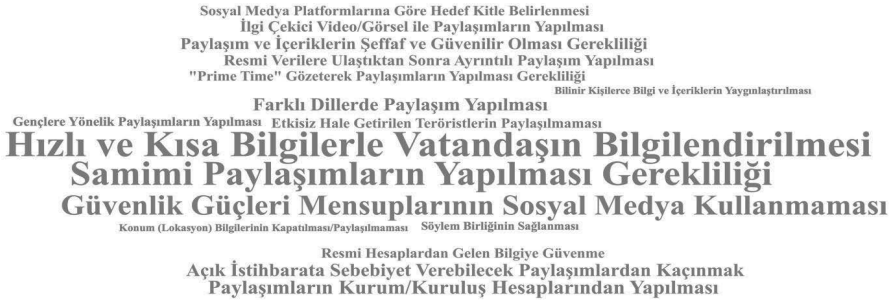 Sosyal Medya Platformlarına Göre Hedef Kitle Belirlenmesi
İlgi Çekici Video/Görsel ile Paylaşımların Yapılması
Paylaşım ve İçeriklerin Şeffaf ve Güvenilir Olması Gerekliliği
Resmi Verilere Ulaştıktan Sonra Ayrıntılı Paylaşım Yapılması
"Prime Time" Gözeterek Paylaşımların Yapılması Gerekliliği
Bilinir Kişilerce Bilgi ve İçeriklerin Yaygınlaştırılması
Farklı Dillerde Paylaşım Yapılması
Gençlere Yönelik Paylaşımların Yapılması
Etkisiz Hale Getirilen Teröristlerin Paylaşılmaması
Hızlı ve Kısa Bilgilerle Vatandaşın Bilgilendirilmesi
Samimi Paylaşımların Yapılması Gerekliliği
Güvenlik Güçleri Mensuplarının Sosyal Medya Kullanmaması
Konum (Lokasyon) Bilgilerinin Kapatılması/Paylaşılmaması
Söylem Birliğinin Sağlanması
Resmi Hesaplardan Gelen Bilgiye Güvenme
Açık İstihbarata Sebebiyet Verebilecek Paylaşımlardan Kaçınmak
Paylaşımların Kurum/Kuruluş Hesaplarından Yapılması